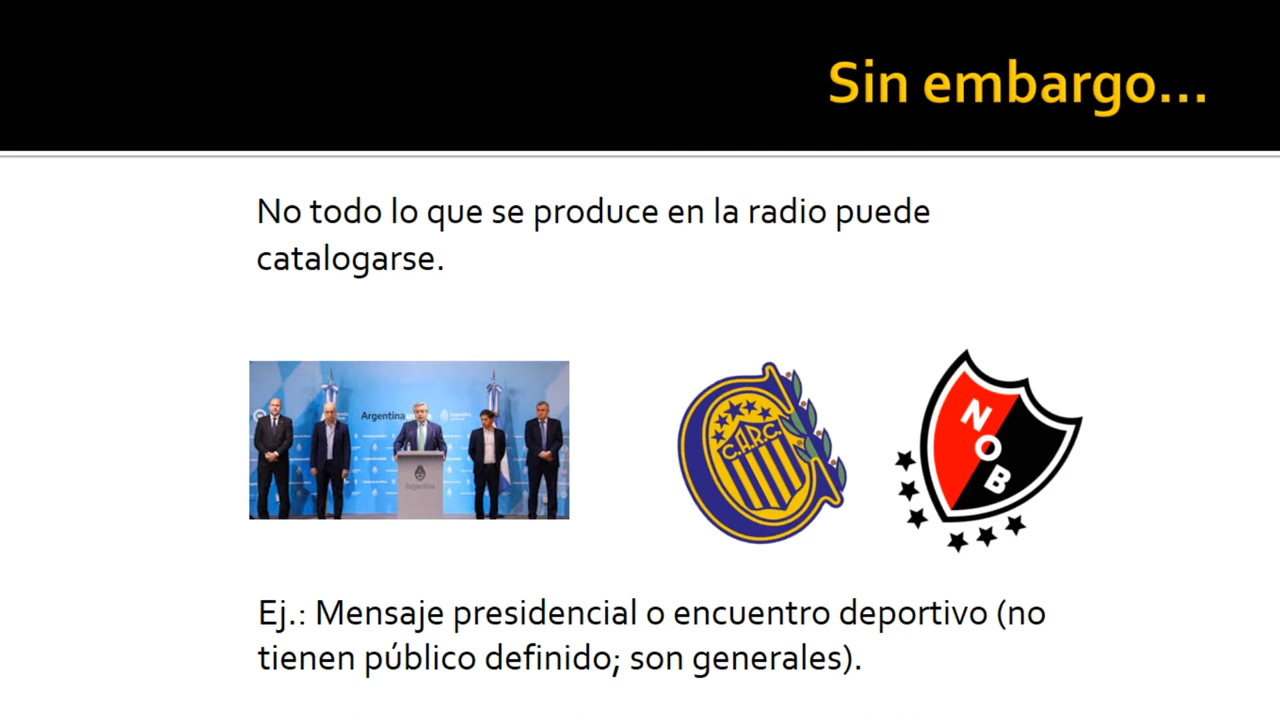 Sin embargo...
No todo lo que se produce en la radio puede
catalogarse.
Argentina
Argentina
C.A.R.C.
N
O
B
Ej.: Mensaje presidencial o encuentro deportivo (no
tienen público definido; son generales).